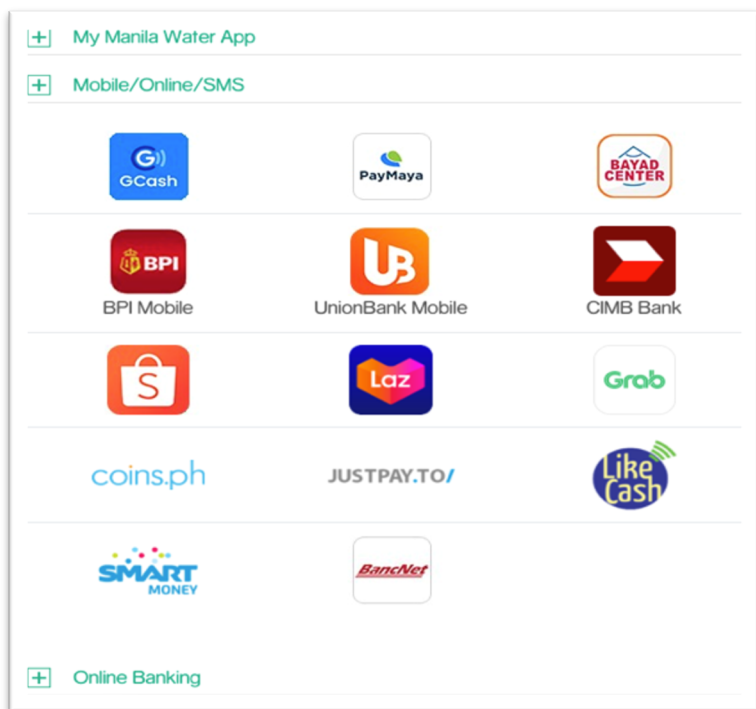 My Manila Water App
Mobile/Online/SMS
G
GCash
PayMaya
BAYAD
CENTER
BPI
BPI Mobile
UB
UnionBank Mobile
CIMB Bank
S
Laz
Grab
coins.ph
JUSTPAY.TO/
Like
Cash
SMART
MONEY
BancNet
Online Banking